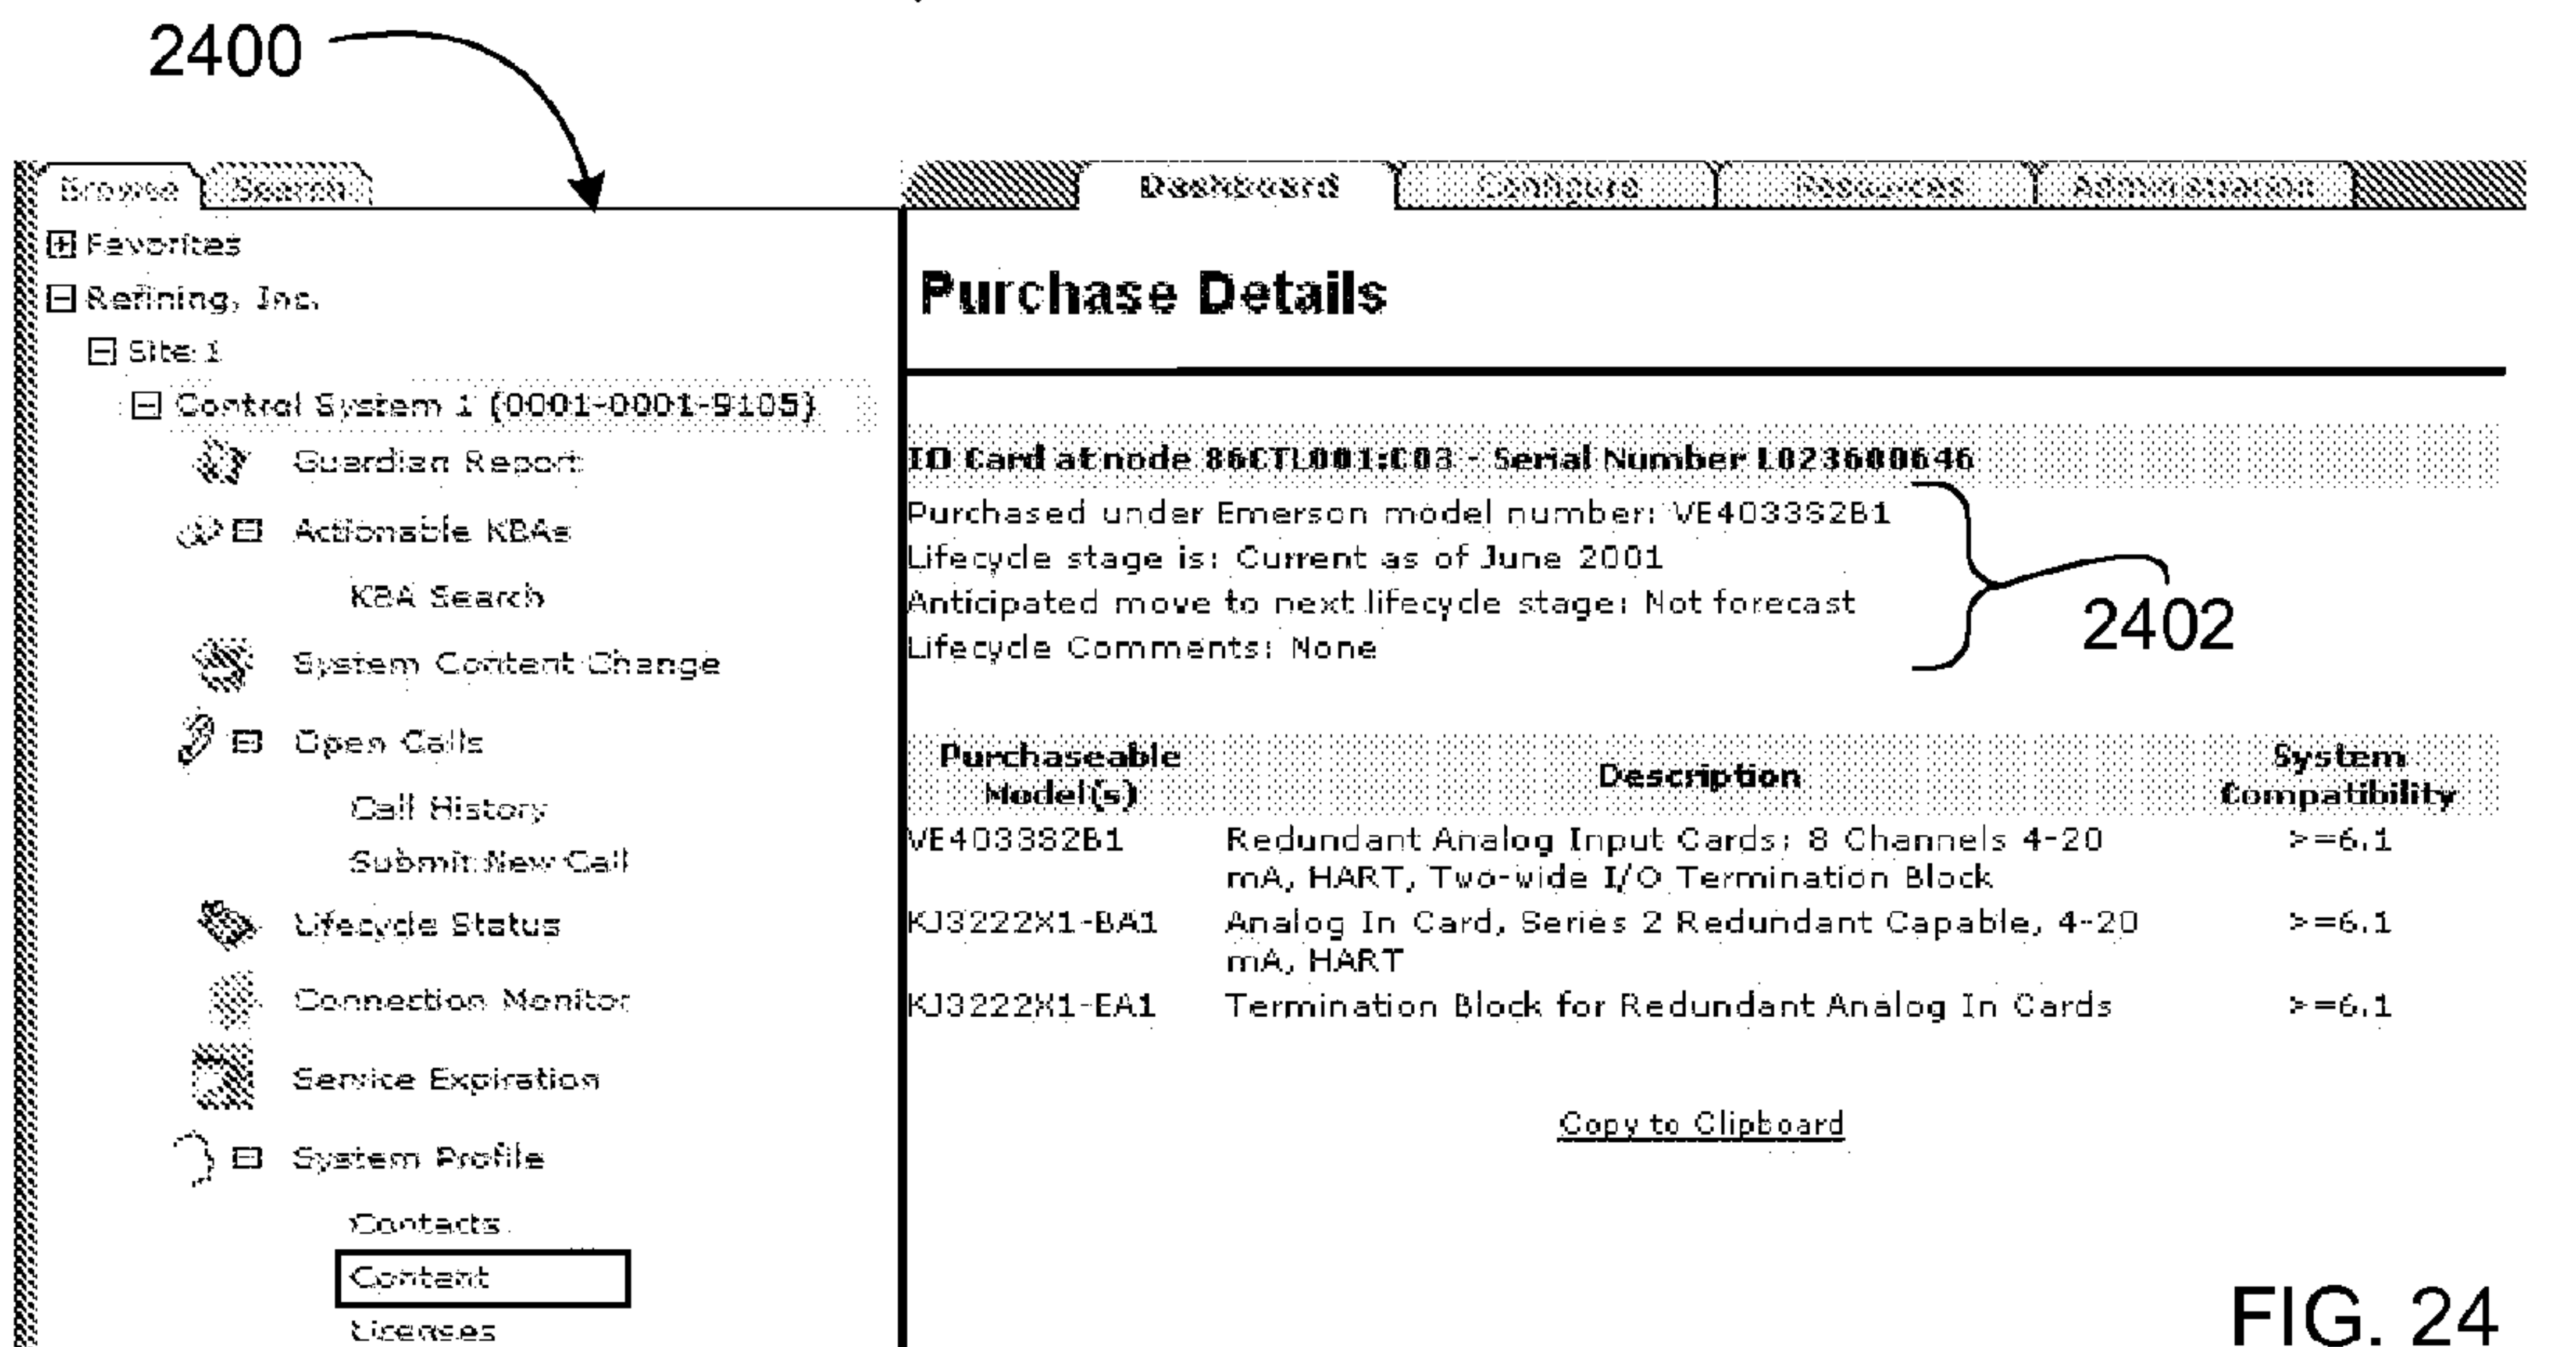 2400
Browse Search
Favorites
Refining, Inc.
Site 1
Control System 1 (0001-0001-9105)
Guardian Report
Actionable KBAs
KBA Search
System Content Change
Open Calls
Call History
Submit New Call
Lifecycle Status
Connection Monitor
Service Expiration
System Profile
Contacts
Content
Licenses
Dashboard Configure Resources Administration
Purchase Details
IO Card at node 86CTL001:C03 - Serial Number L023600646
Purchased under Emerson model number: VE4033S2B1
Lifecycle stage is: Current as of June 2001
Anticipated move to next lifecycle stage: Not forecast
Lifecycle Comments: None
2402
Purchaseable Model(s) Description System Compatibility
VE4033S2B1 Redundant Analog Input Cards; 8 Channels 4-20 >=6.1
mA, HART, Two-wide I/O Termination Block
KJ3222X1-BA1 Analog In Card, Series 2 Redundant Capable, 4-20 >=6.1
mA, HART
KJ3222X1-EA1 Termination Block for Redundant Analog In Cards >=6.1
Copy to Clipboard
FIG. 24